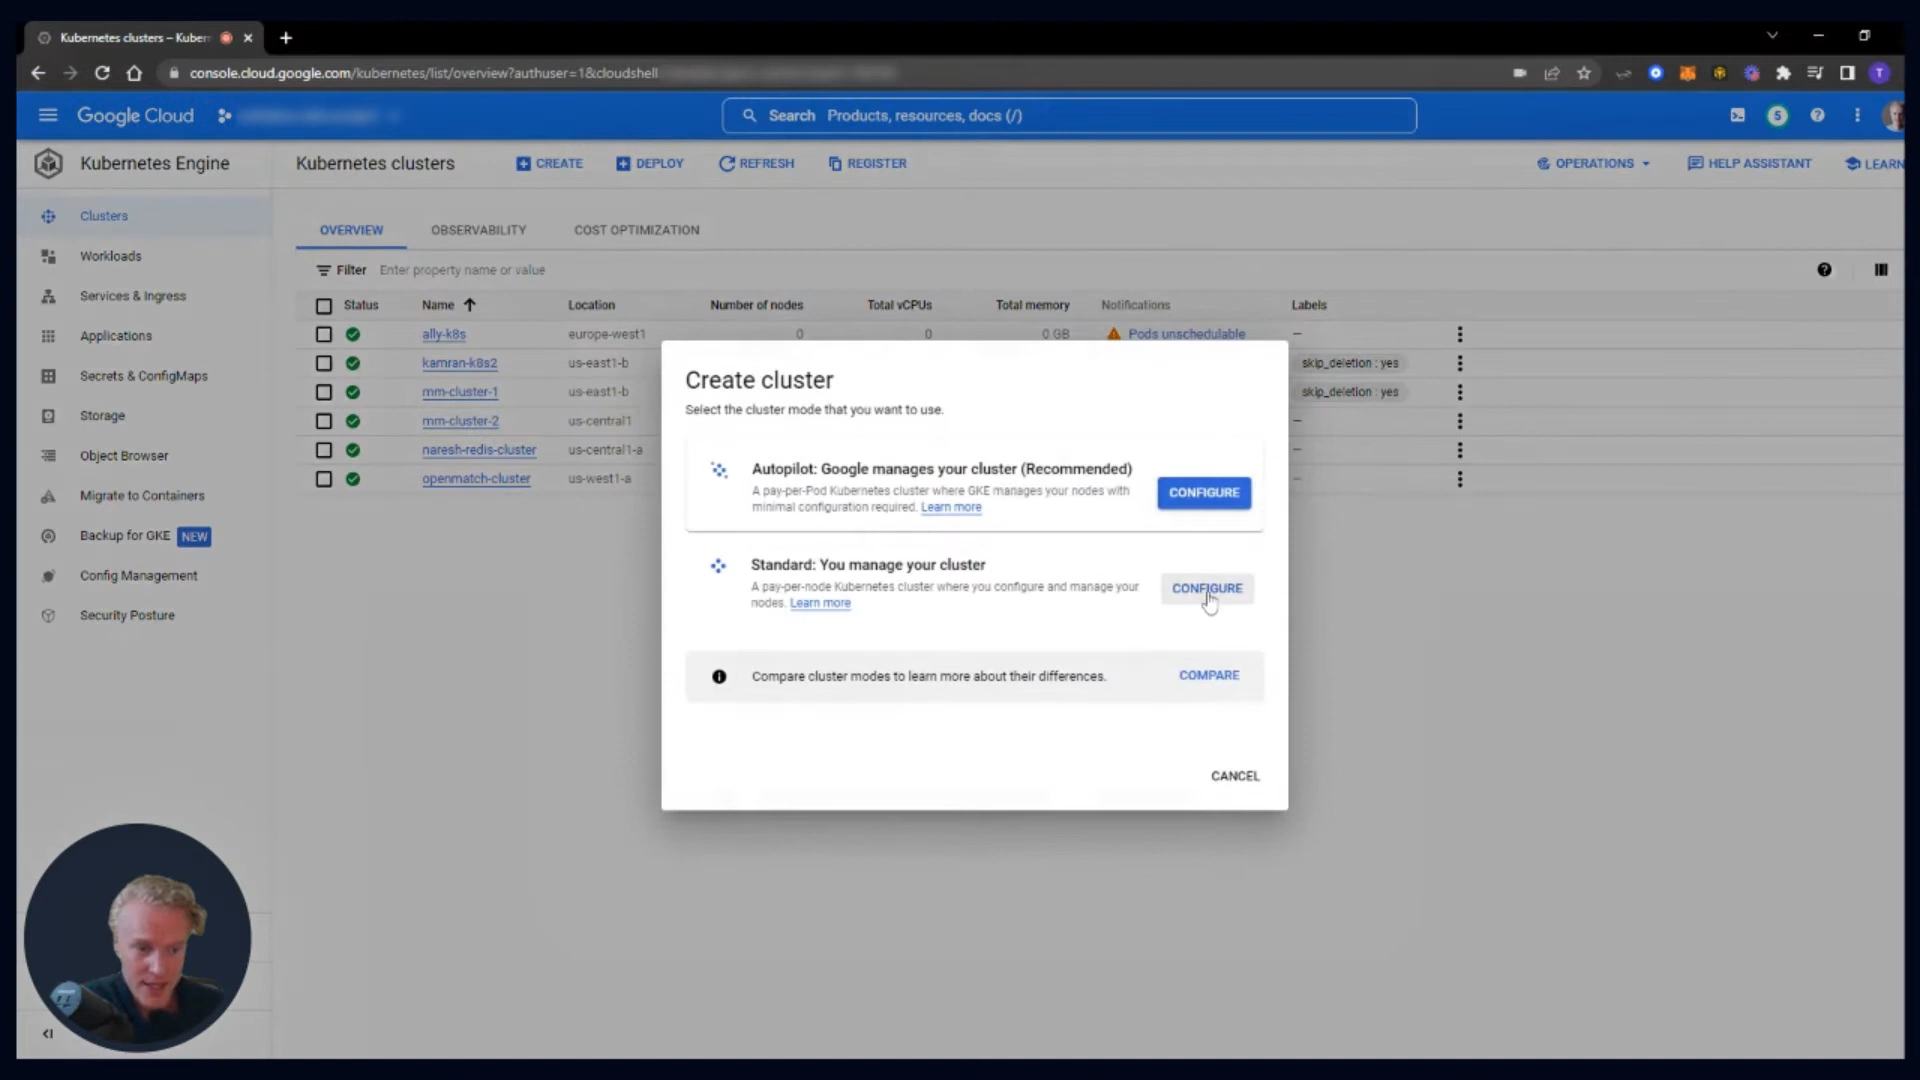 Kubernetes clusters – Kuber
console.cloud.google.com/kubernetes/list/overview?authuser=1&cloudshell
T
Google Cloud
Search Products, resources, docs (/)
5
Kubernetes Engine
Kubernetes clusters
CREATE
DEPLOY
REFRESH
REGISTER
OPERATIONS
HELP ASSISTANT
LEARN
Clusters
Workloads
Services & Ingress
Applications
Secrets & ConfigMaps
Storage
Object Browser
Migrate to Containers
Backup for GKE NEW
Config Management
Security Posture
OVERVIEW
OBSERVABILITY
COST OPTIMIZATION
Filter Enter property name or value
Status Name Location Number of nodes Total vCPUs Total memory Notifications Labels
ally-k8s europe-west1 0 0 0 GB Pods unschedulable –
kamran-k8s2 us-east1-b skip_deletion : yes
mm-cluster-1 us-east1-b skip_deletion : yes
mm-cluster-2 us-central1 –
naresh-redis-cluster us-central1-a –
openmatch-cluster us-west1-a –
Create cluster
Select the cluster mode that you want to use.
Autopilot: Google manages your cluster (Recommended)
A pay-per-Pod Kubernetes cluster where GKE manages your nodes with
minimal configuration required. Learn more
CONFIGURE
Standard: You manage your cluster
A pay-per-node Kubernetes cluster where you configure and manage your
nodes. Learn more
CONFIGURE
Compare cluster modes to learn more about their differences.
COMPARE
CANCEL